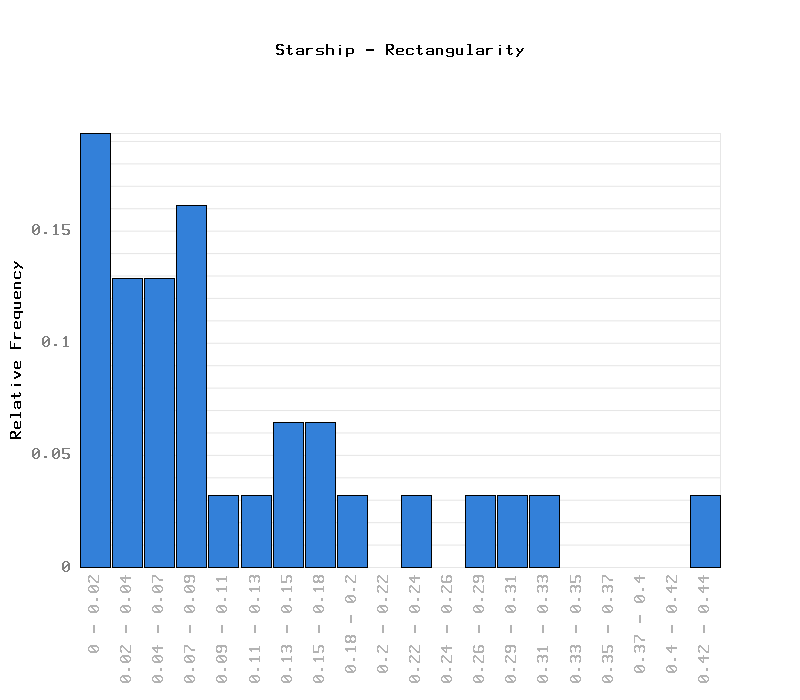 Starship - Rectangularity
Relative Frequency
0.15
0.1
0.05
0
0 - 0.02
0.02 - 0.04
0.04 - 0.07
0.07 - 0.09
0.09 - 0.11
0.11 - 0.13
0.13 - 0.15
0.15 - 0.18
0.18 - 0.2
0.2 - 0.22
0.22 - 0.24
0.24 - 0.26
0.26 - 0.29
0.29 - 0.31
0.31 - 0.33
0.33 - 0.35
0.35 - 0.37
0.37 - 0.4
0.4 - 0.42
0.42 - 0.44